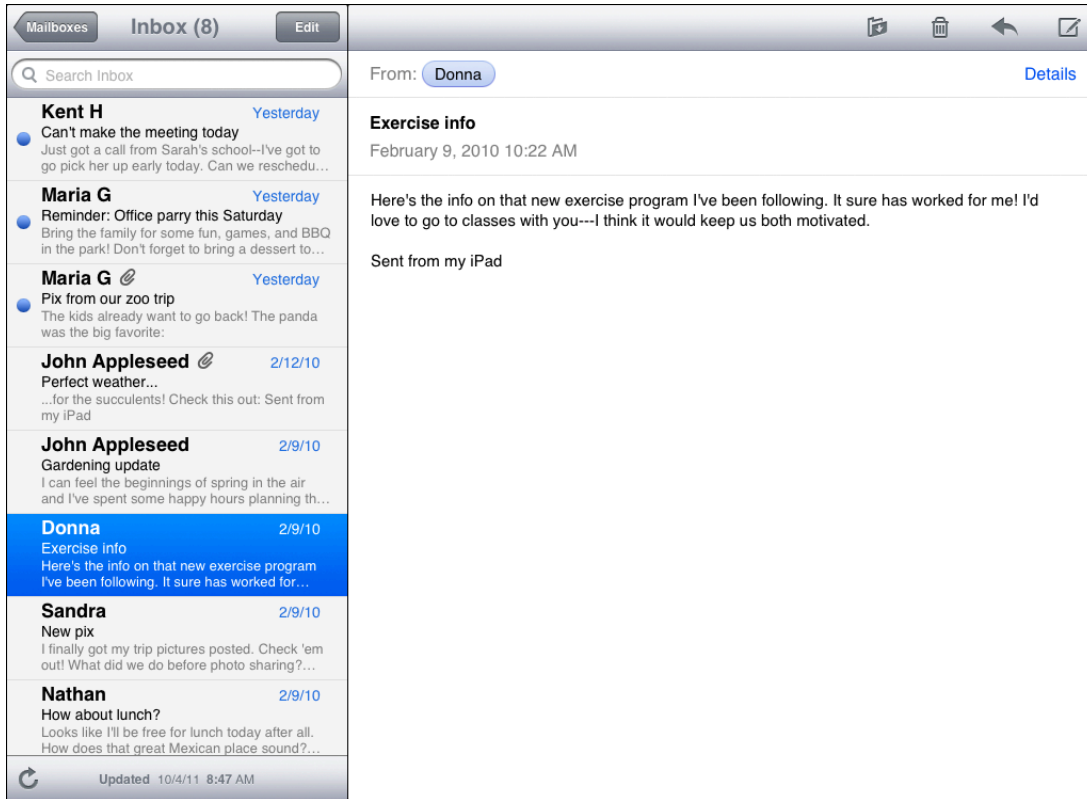 Mailboxes
Inbox (8)
Edit
Search Inbox
Kent H
Yesterday
Can't make the meeting today
Just got a call from Sarah's school--I've got to
go pick her up early today. Can we reschedu...
Maria G
Yesterday
Reminder: Office parry this Saturday
Bring the family for some fun, games, and BBQ
in the park! Don't forget to bring a dessert to...
Maria G
Yesterday
Pix from our zoo trip
The kids already want to go back! The panda
was the big favorite:
John Appleseed
2/12/10
Perfect weather...
...for the succulents! Check this out: Sent from
my iPad
John Appleseed
2/9/10
Gardening update
I can feel the beginnings of spring in the air
and I've spent some happy hours planning th...
Donna
2/9/10
Exercise info
Here's the info on that new exercise program
I've been following. It sure has worked for...
Sandra
2/9/10
New pix
I finally got my trip pictures posted. Check 'em
out! What did we do before photo sharing?...
Nathan
2/9/10
How about lunch?
Looks like I'll be free for lunch today after all.
How does that great Mexican place sound?...
Updated 10/4/11 8:47 AM
From: Donna
Details
Exercise info
February 9, 2010 10:22 AM
Here's the info on that new exercise program I've been following. It sure has worked for me! I'd
love to go to classes with you---I think it would keep us both motivated.
Sent from my iPad